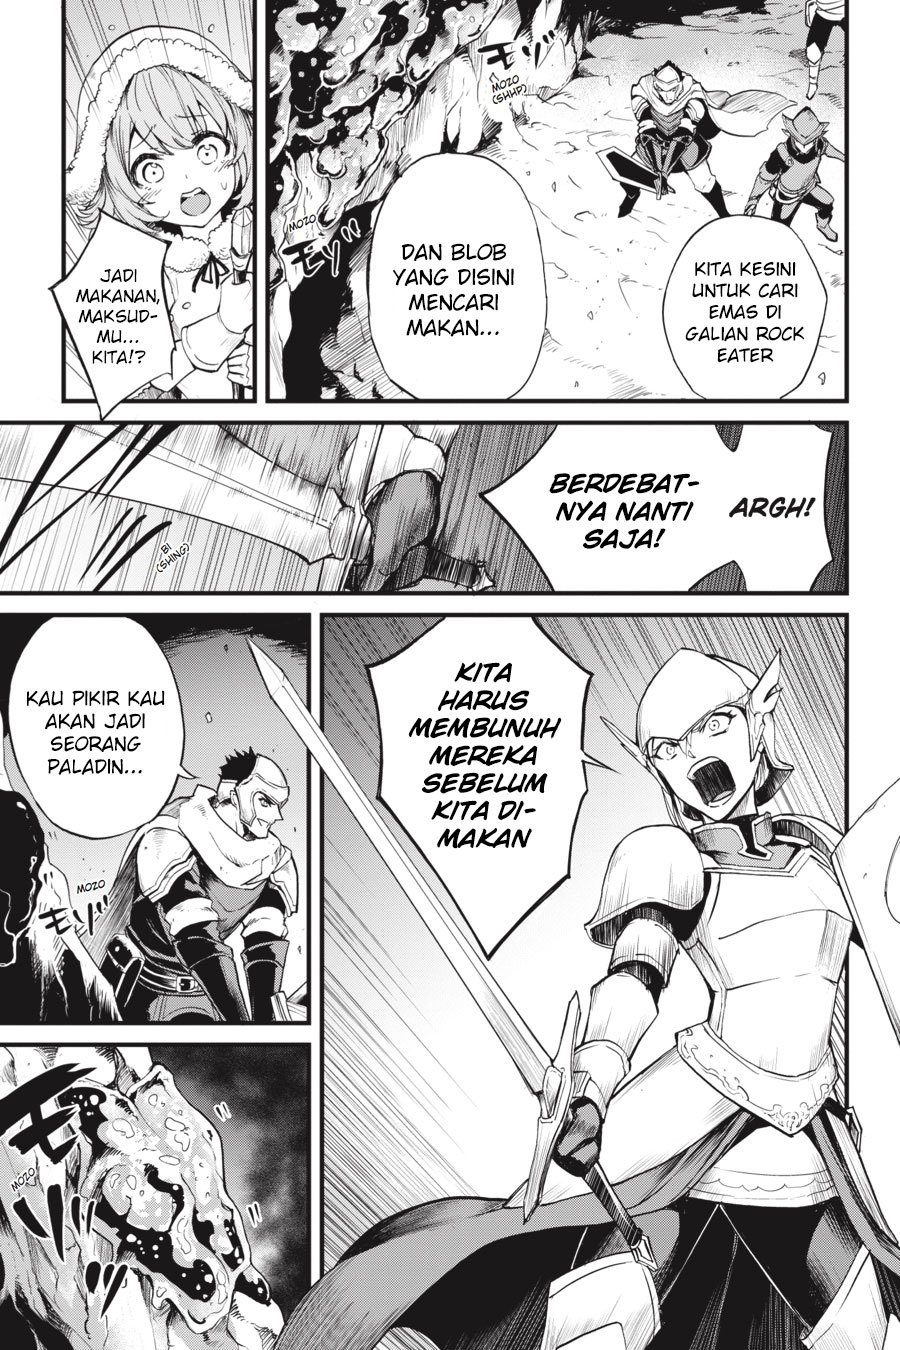 KITA KESINI
UNTUK CARI
EMAS DI
GALIAN ROCK
EATER
MOZO
(SHHP)
モゾ
DAN BLOB
YANG DISINI
MENCARI
MAKAN...
MOZO
モゾ
JADI
MAKANAN,
MAKSUD-
MU...
KITA!?
ARGH!
BERDEBAT-
NYA NANTI
SAJA!
BI
(SHING)
KITA
HARUS
MEMBUNUH
MEREKA
SEBELUM
KITA DI-
MAKAN
KAU PIKIR KAU
AKAN JADI
SEORANG
PALADIN...
MOZO
モゾ
MOZO
モゾ